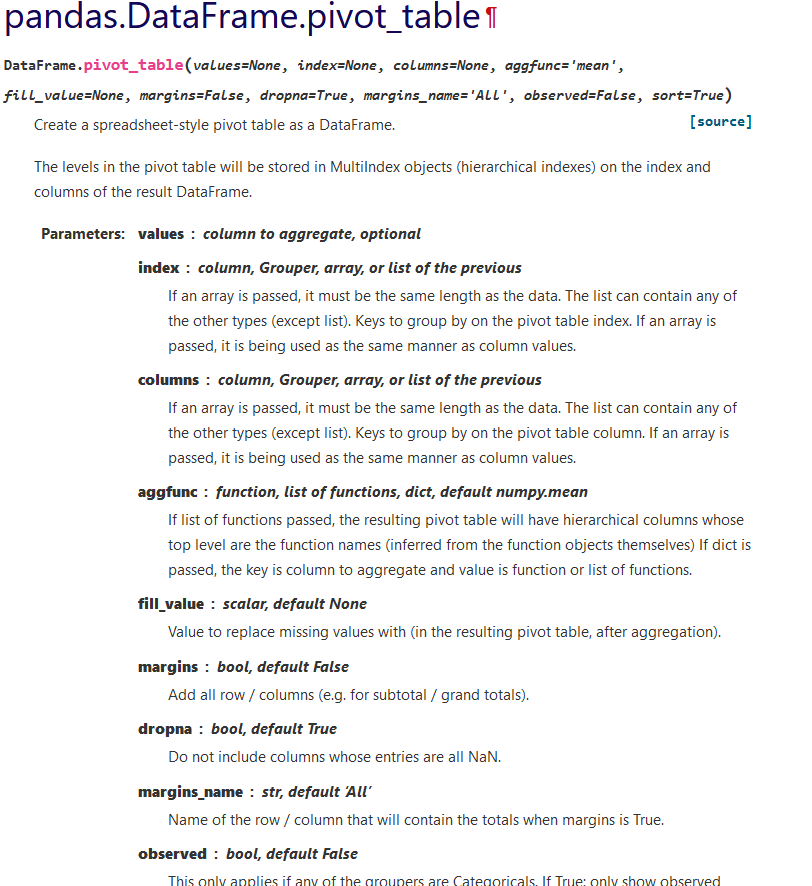 pandas.DataFrame.pivot_table¶
DataFrame.pivot_table(values=None, index=None, columns=None, aggfunc='mean',
fill_value=None, margins=False, dropna=True, margins_name='All', observed=False, sort=True)
[source]
Create a spreadsheet-style pivot table as a DataFrame.
The levels in the pivot table will be stored in MultiIndex objects (hierarchical indexes) on the index and
columns of the result DataFrame.
Parameters: values : column to aggregate, optional
index : column, Grouper, array, or list of the previous
If an array is passed, it must be the same length as the data. The list can contain any of
the other types (except list). Keys to group by on the pivot table index. If an array is
passed, it is being used as the same manner as column values.
columns : column, Grouper, array, or list of the previous
If an array is passed, it must be the same length as the data. The list can contain any of
the other types (except list). Keys to group by on the pivot table column. If an array is
passed, it is being used as the same manner as column values.
aggfunc : function, list of functions, dict, default numpy.mean
If list of functions passed, the resulting pivot table will have hierarchical columns whose
top level are the function names (inferred from the function objects themselves) If dict is
passed, the key is column to aggregate and value is function or list of functions.
fill_value : scalar, default None
Value to replace missing values with (in the resulting pivot table, after aggregation).
margins : bool, default False
Add all row / columns (e.g. for subtotal / grand totals).
dropna : bool, default True
Do not include columns whose entries are all NaN.
margins_name : str, default 'All'
Name of the row / column that will contain the totals when margins is True.
observed : bool, default False
This only applies if any of the groupers are Categoricals. If True: only show observed